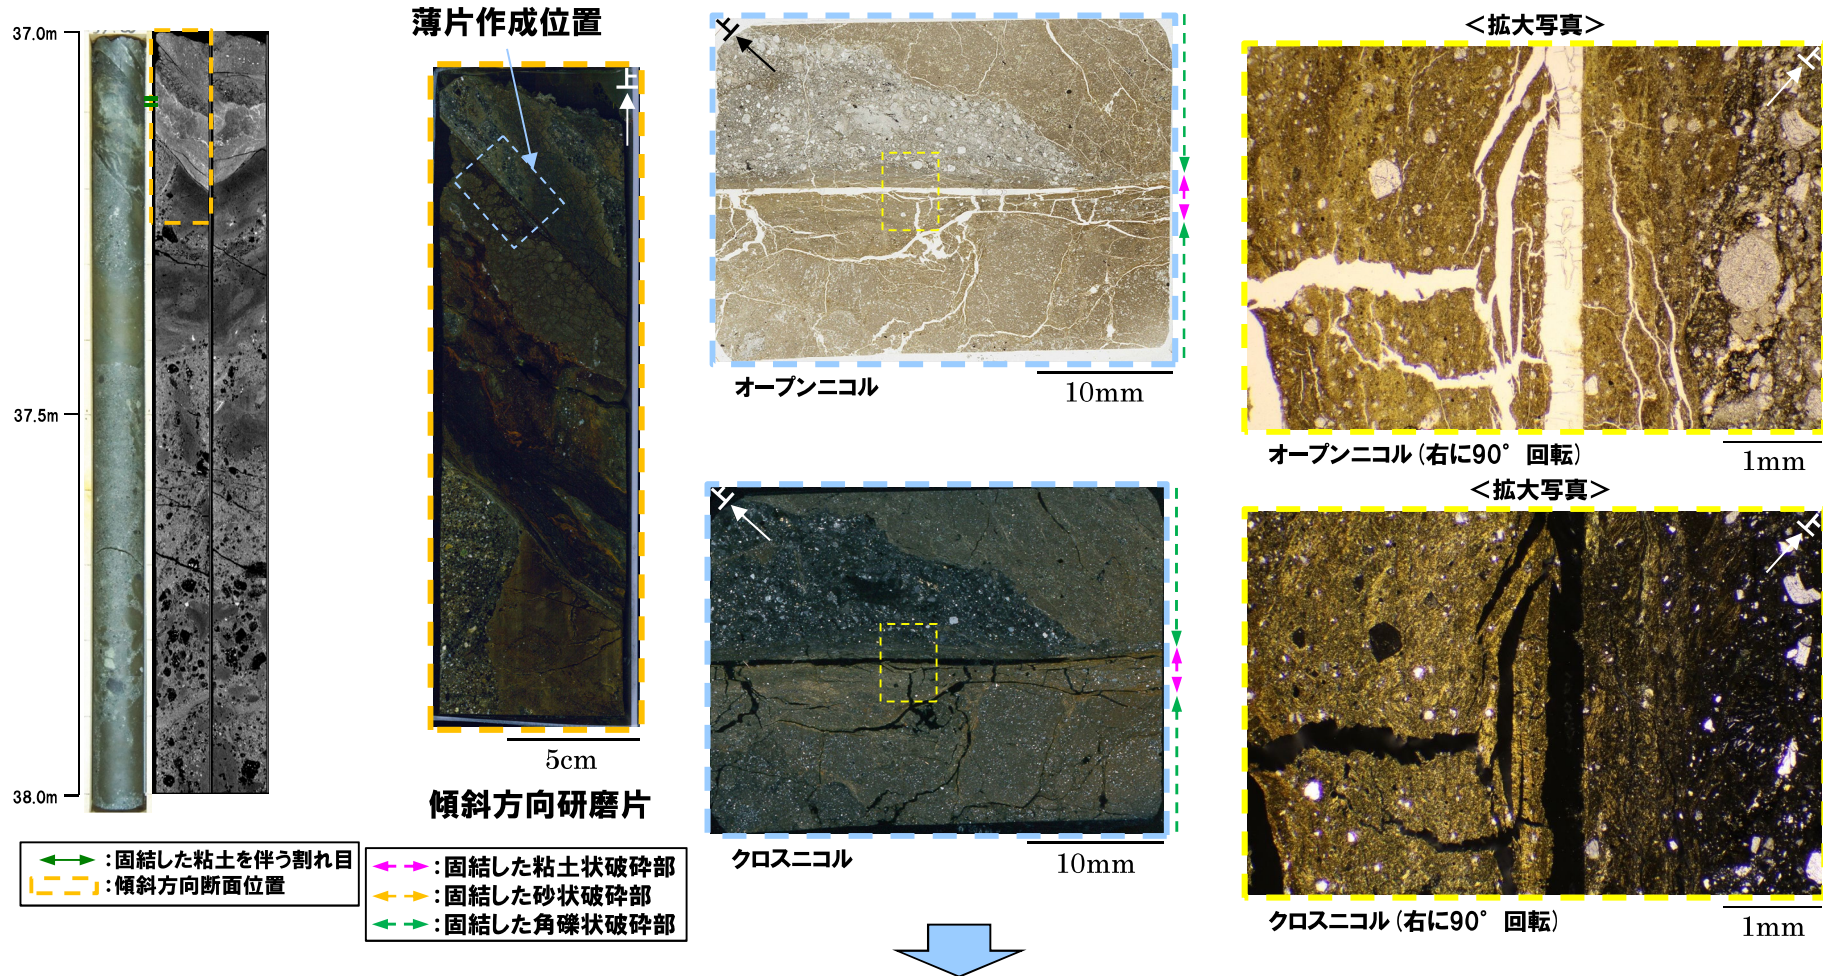 37.0m
37.5m
38.0m
:固結した粘土を伴う割れ目
:傾斜方向断面位置
薄片作成位置
上
5cm
傾斜方向研磨片
:固結した粘土状破砕部
:固結した砂状破砕部
:固結した角礫状破砕部
上
オープンニコル
10mm
上
クロスニコル
10mm
<拡大写真>
上
オープンニコル(右に90°回転)
1mm
<拡大写真>
上
クロスニコル(右に90°回転)
1mm